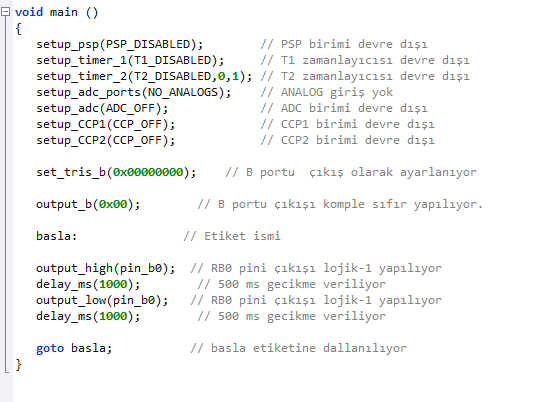 void main ()
{
setup_psp(PSP_DISABLED); // PSP birimi devre dışı
setup_timer_1(T1_DISABLED); // T1 zamanlayıcısı devre dışı
setup_timer_2(T2_DISABLED,0,1); // T2 zamanlayıcısı devre dışı
setup_adc_ports(NO_ANALOGS); // ANALOG giriş yok
setup_adc(ADC_OFF); // ADC birimi devre dışı
setup_CCP1(CCP_OFF); // CCP1 birimi devre dışı
setup_CCP2(CCP_OFF); // CCP2 birimi devre dışı
set_tris_b(0x00000000); // B portu çıkış olarak ayarlanıyor
output_b(0x00); // B portu çıkışı komple sıfır yapılıyor.
basla: // Etiket ismi
output_high(pin_b0); // RB0 pini çıkışı lojik-1 yapılıyor
delay_ms(1000); // 500 ms gecikme veriliyor
output_low(pin_b0); // RB0 pini çıkışı lojik-1 yapılıyor
delay_ms(1000); // 500 ms gecikme veriliyor
goto basla; // basla etiketine dallanılıyor
}